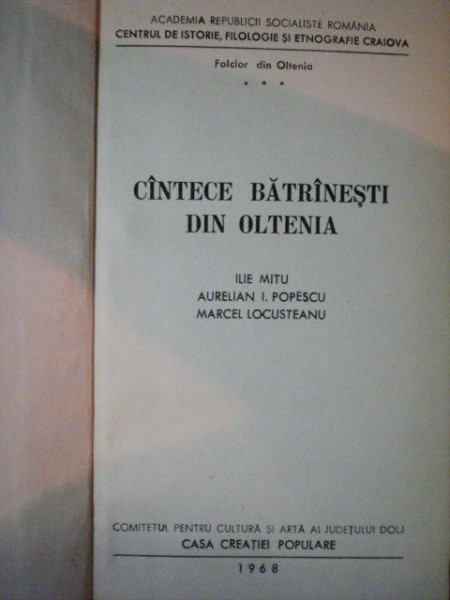 ACADEMIA REPUBLICII SOCIALISTE ROMÂNIA
CENTRUL DE ISTORIE, FILOLOGIE ȘI ETNOGRAFIE CRAIOVA
Folclor din Oltenia
* * *
CÎNTECE BĂTRÎNEȘTI
DIN OLTENIA
ILIE MITU
AURELIAN I. POPESCU
MARCEL LOCUSTEANU
COMITETUL PENTRU CULTURĂ ȘI ARTĂ AL JUDEȚULUI DOLJ
CASA CREAȚIEI POPULARE
1968